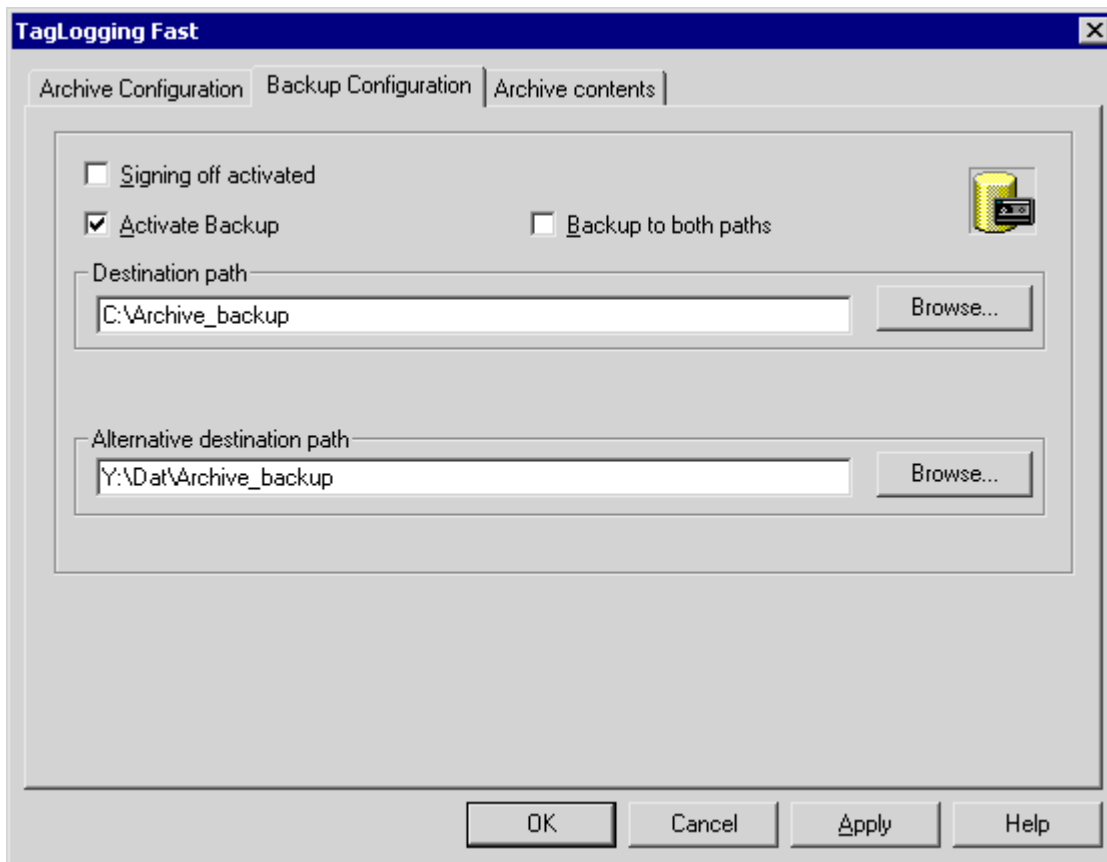 TagLogging Fast
Archive Configuration Backup Configuration Archive contents
Signing off activated
Activate Backup Backup to both paths
Destination path
C:\Archive_backup Browse...
Alternative destination path
Y:\Dat\Archive_backup Browse...
OK Cancel Apply Help